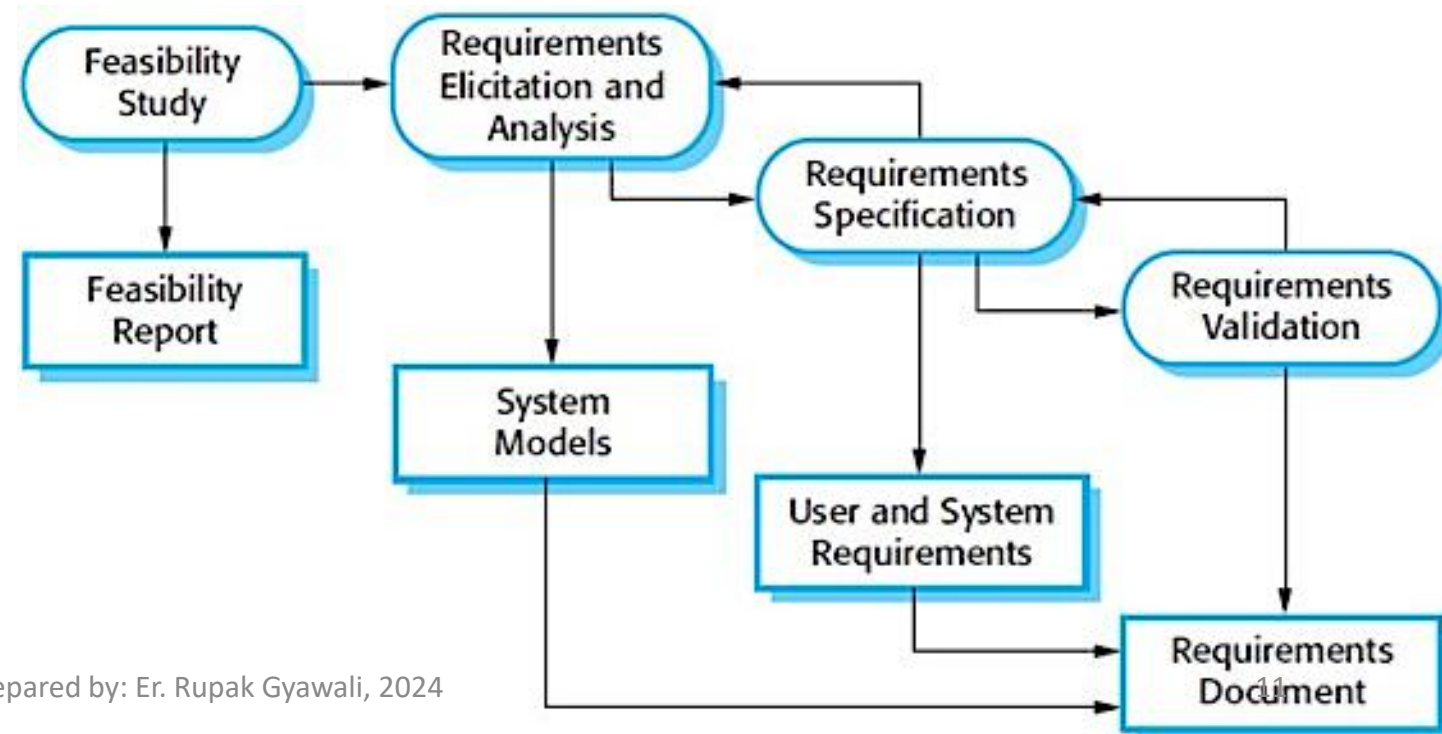 Feasibility
Study
Requirements
Elicitation and
Analysis
Requirements
Specification
Requirements
Validation
Feasibility
Report
System
Models
User and System
Requirements
Requirements
Document
epared by: Er. Rupak Gyawali, 2024
11